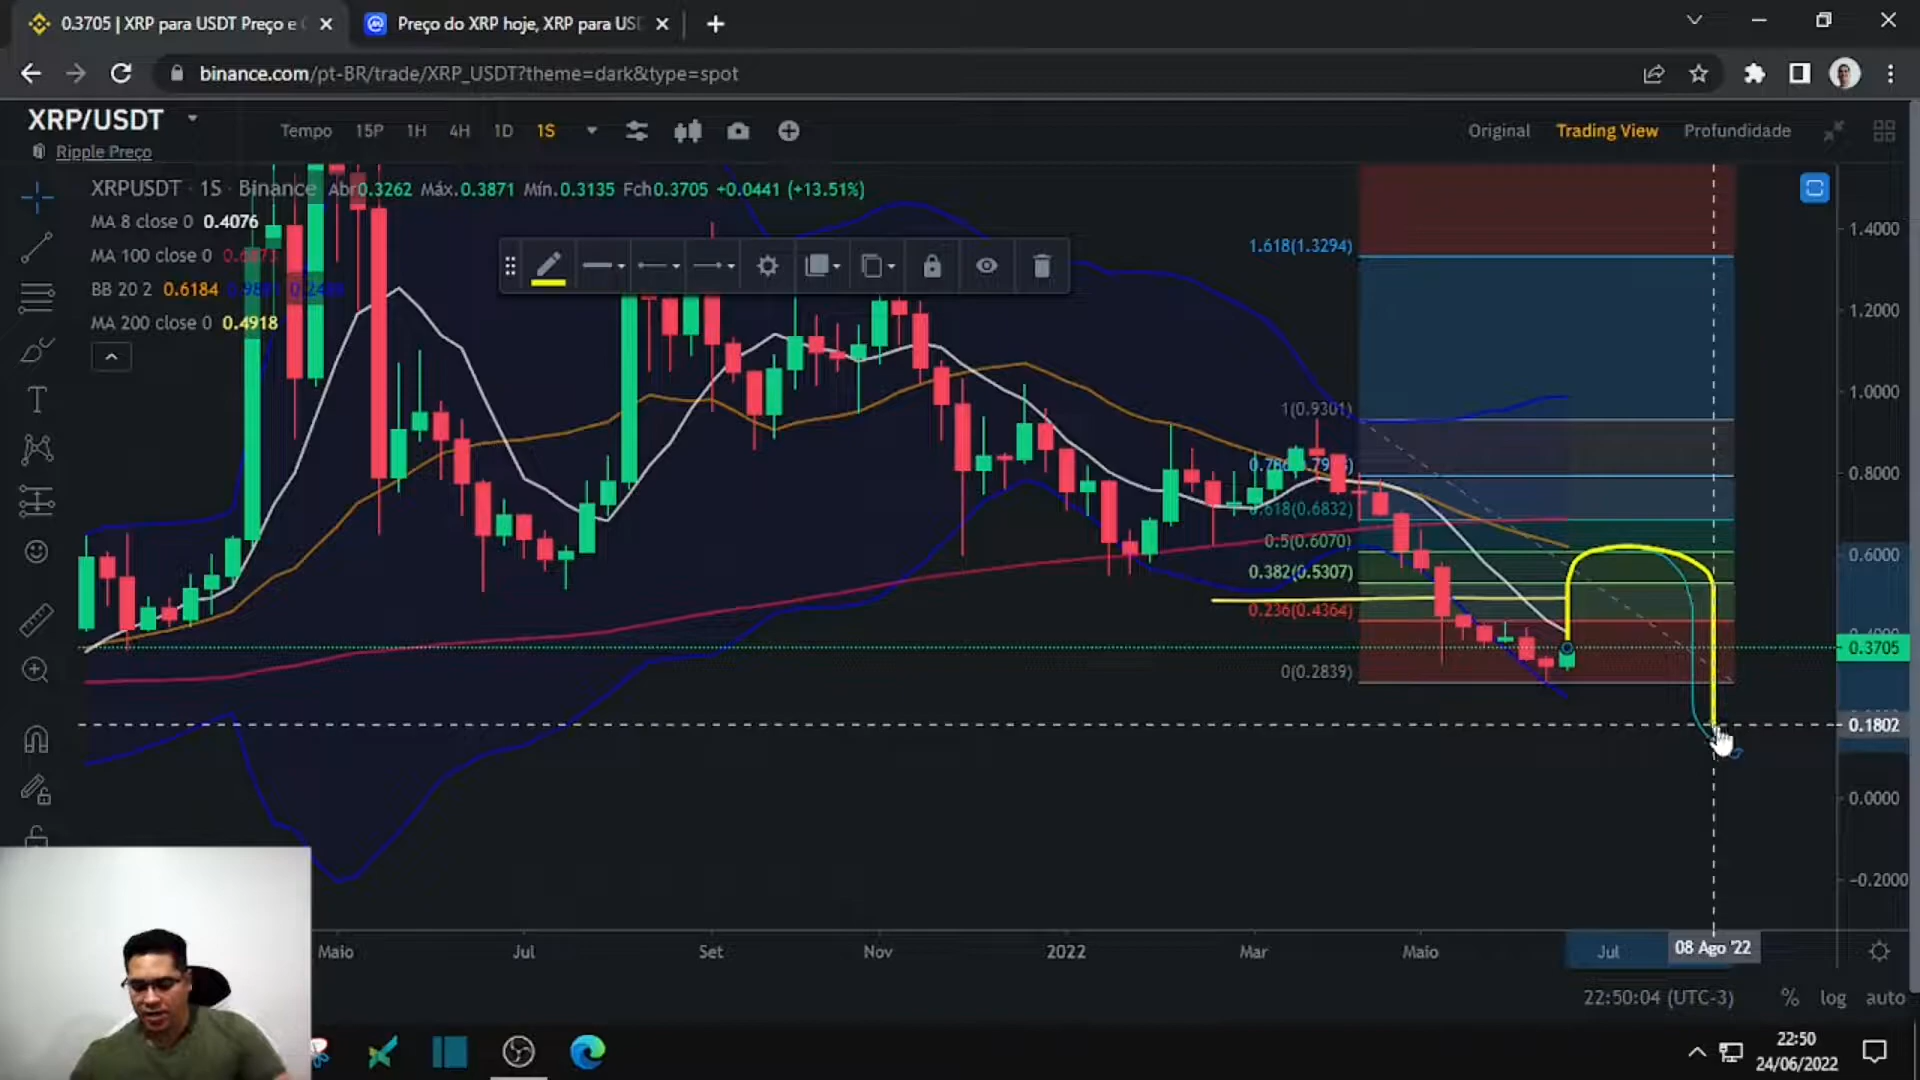 0.3705 | XRP para USDT Preço e
Preço do XRP hoje, XRP para USD
binance.com/pt-BR/trade/XRP_USDT?theme=dark&type=spot
XRP/USDT
Ripple Preço
Tempo 15P 1H 4H 1D 1S
Original Trading View Profundidade
XRPUSDT · 1S · Binance Abr0.3262 Máx.0.3871 Mín.0.3135 Fch0.3705 +0.0441 (+13.51%)
MA 8 close 0 0.4076
MA 100 close 0
BB 20 2 0.6184
MA 200 close 0 0.4918
1.618(1.3294)
1(0.9301)
0.618(0.6832)
0.5(0.6070)
0.382(0.5307)
0.236(0.4364)
0(0.2839)
1.4000
1.2000
1.0000
0.8000
0.6000
0.3705
0.1802
0.0000
-0.2000
Maio Jul Set Nov 2022 Mar Maio Jul 08 Ago '22
22:50:04 (UTC-3) % log auto
22:50
24/06/2022